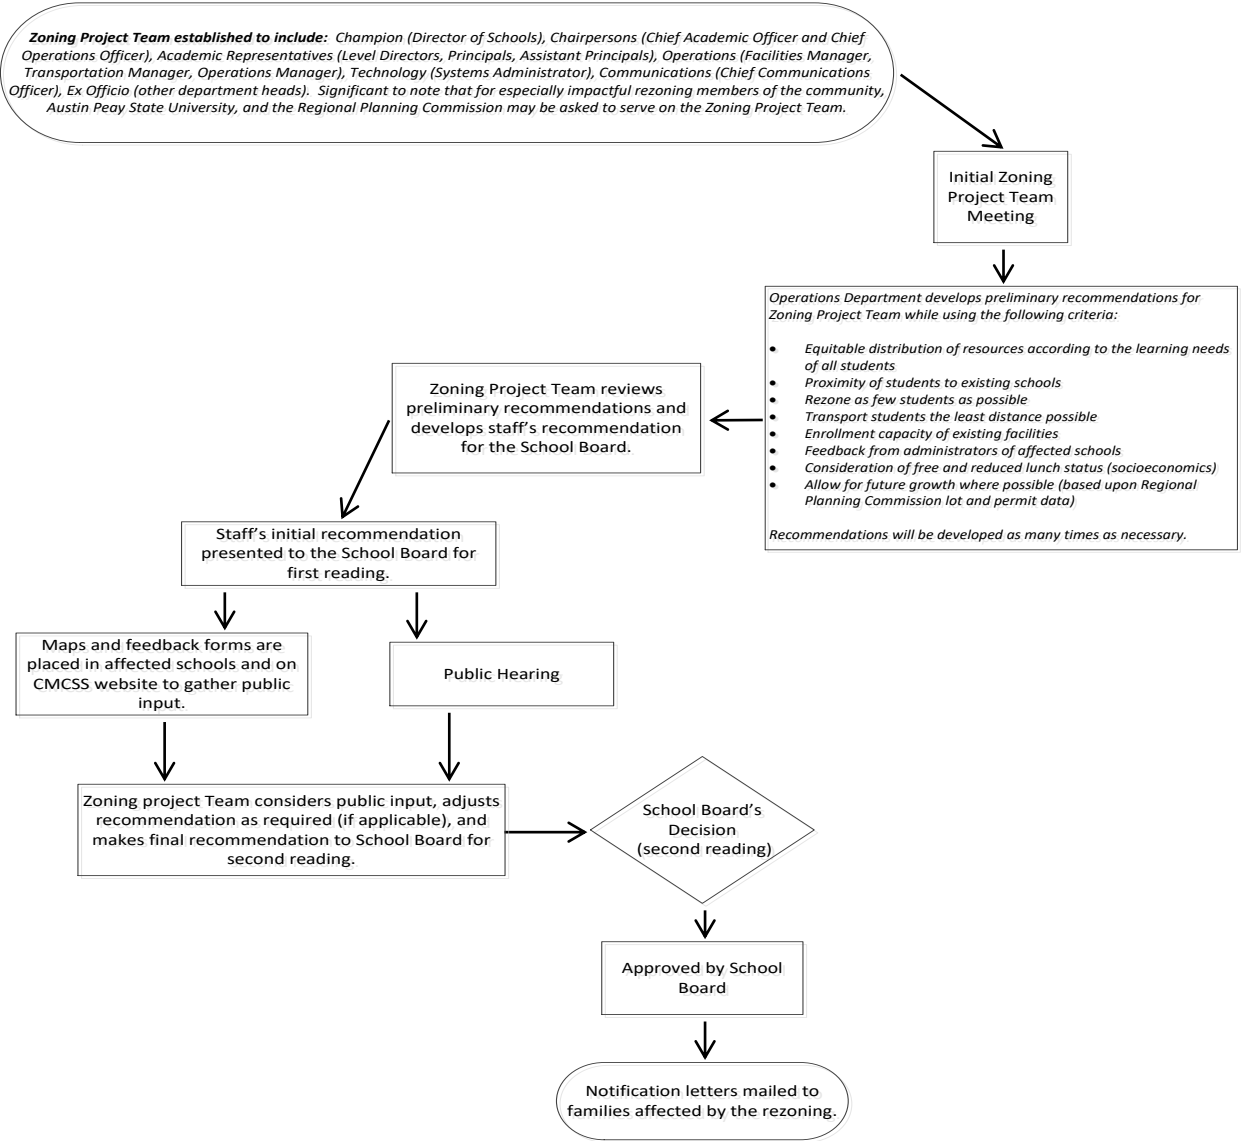 Zoning Project Team established to include: Champion (Director of Schools), Chairpersons (Chief Academic Officer and Chief
Operations Officer), Academic Representatives (Level Directors, Principals, Assistant Principals), Operations (Facilities Manager,
Transportation Manager, Operations Manager), Technology (Systems Administrator), Communications (Chief Communications
Officer), Ex Officio (other department heads). Significant to note that for especially impactful rezoning members of the community,
Austin Peay State University, and the Regional Planning Commission may be asked to serve on the Zoning Project Team.
Initial Zoning
Project Team
Meeting
Operations Department develops preliminary recommendations for
Zoning Project Team while using the following criteria:
• Equitable distribution of resources according to the learning needs
of all students
• Proximity of students to existing schools
• Rezone as few students as possible
• Transport students the least distance possible
• Enrollment capacity of existing facilities
• Feedback from administrators of affected schools
• Consideration of free and reduced lunch status (socioeconomics)
• Allow for future growth where possible (based upon Regional
Planning Commission lot and permit data)
Recommendations will be developed as many times as necessary.
Zoning Project Team reviews
preliminary recommendations and
develops staff's recommendation
for the School Board.
Staff's initial recommendation
presented to the School Board for
first reading.
Maps and feedback forms are
placed in affected schools and on
CMCSS website to gather public
input.
Public Hearing
Zoning project Team considers public input, adjusts
recommendation as required (if applicable), and
makes final recommendation to School Board for
second reading.
School Board's
Decision
(second reading)
Approved by School
Board
Notification letters mailed to
families affected by the rezoning.